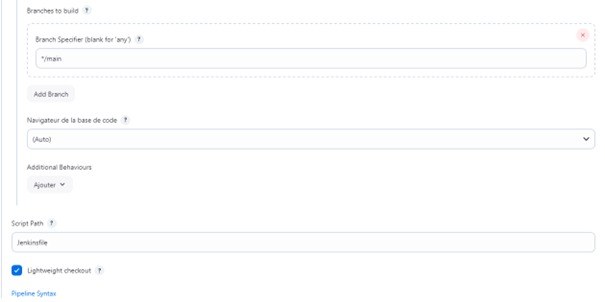 Branches to build ?
Branch Specifier (blank for 'any') ?
*/main
Add Branch
Navigateur de la base de code ?
(Auto)
Additional Behaviours
Ajouter
Script Path ?
Jenkinsfile
Lightweight checkout ?
Pipeline Syntax